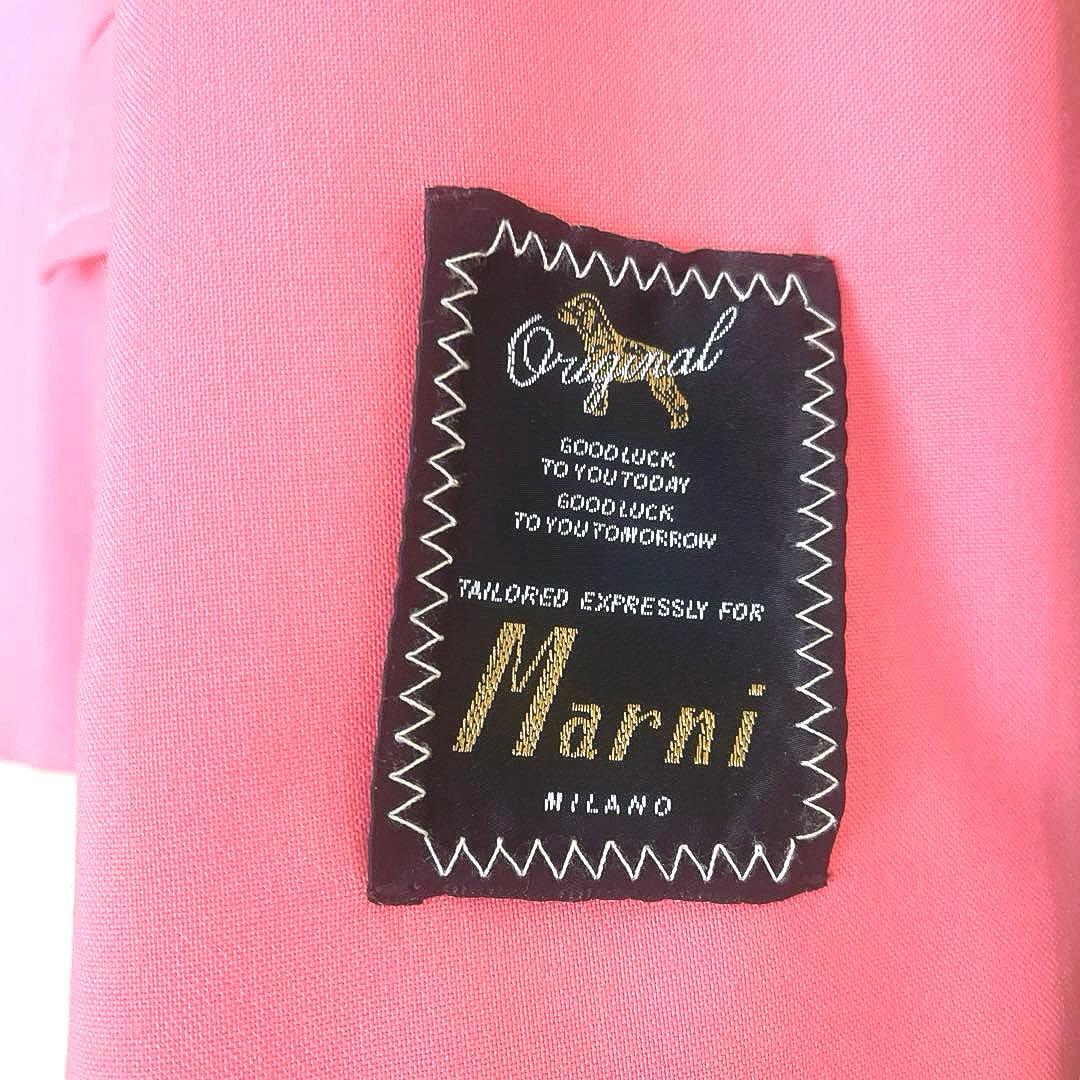 Original
GOOD LUCK
TO YOU TODAY
GOOD LUCK
TO YOU TOMORROW
TAILORED EXPRESSLY FOR
Marni
MILANO